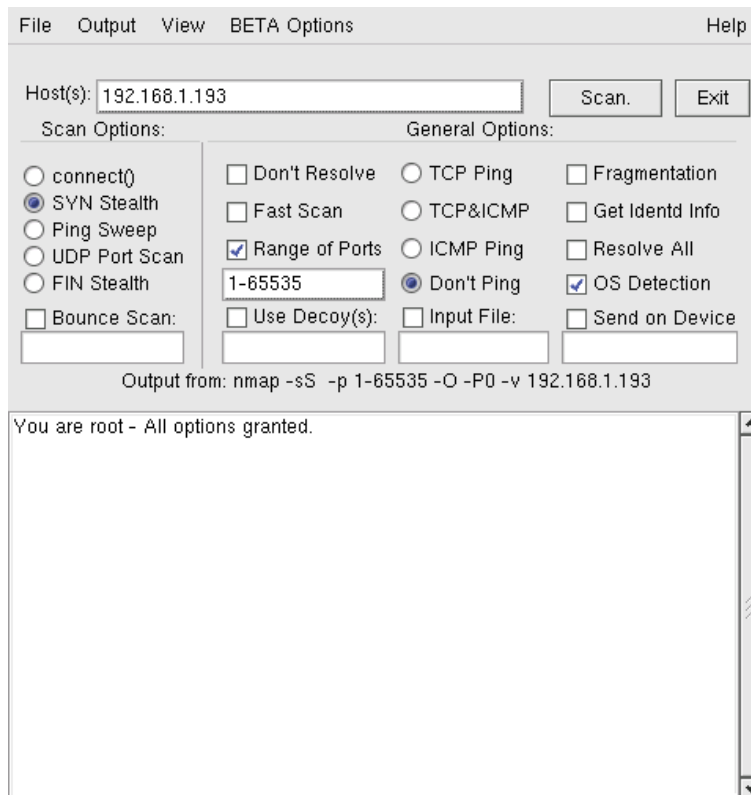 File Output View BETA Options Help
Host(s): 192.168.1.193 Scan. Exit
Scan Options: General Options:
connect() Don't Resolve TCP Ping Fragmentation
SYN Stealth Fast Scan TCP&ICMP Get Identd Info
Ping Sweep Range of Ports ICMP Ping Resolve All
UDP Port Scan 1-65535 Don't Ping OS Detection
FIN Stealth
Bounce Scan: Use Decoy(s): Input File: Send on Device
Output from: nmap -sS -p 1-65535 -O -P0 -v 192.168.1.193
You are root - All options granted.